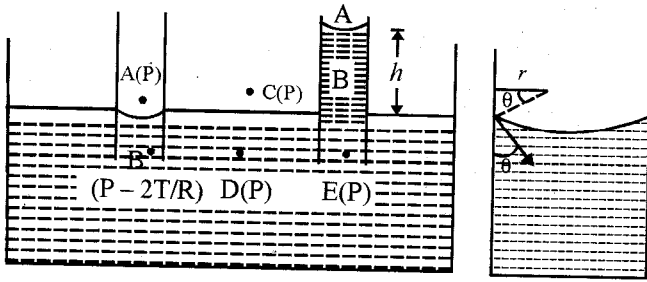 A
A(P)
C(P)
B
h
r
θ
θ
B
(P – 2T/R) D(P) E(P)